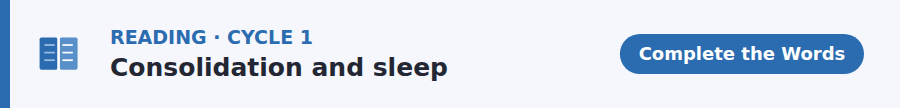 READING · CYCLE 1
Consolidation and sleep
Complete the Words